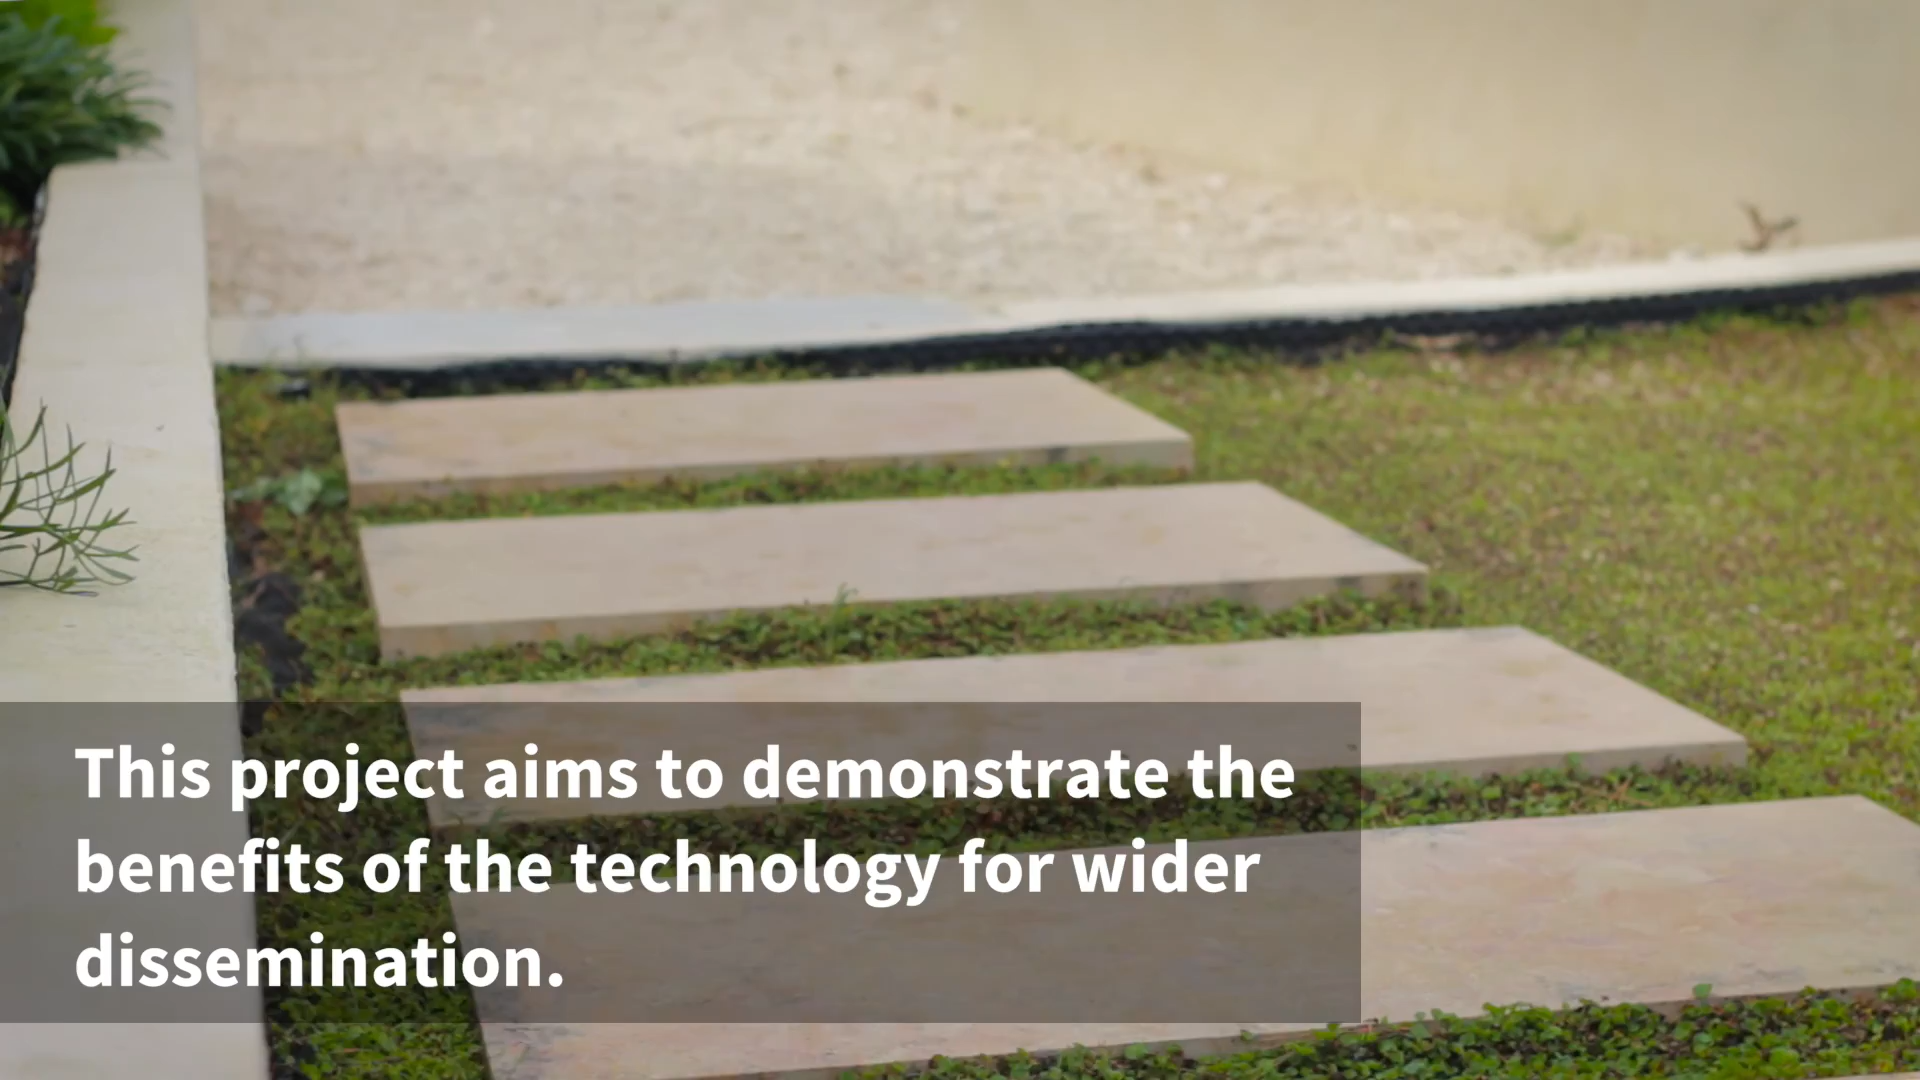 This project aims to demonstrate the
benefits of the technology for wider
dissemination.